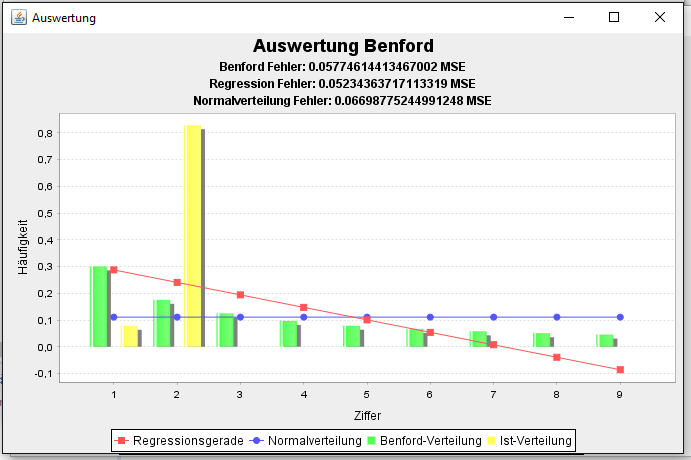 Auswertung
Auswertung Benford
Benford Fehler: 0.05774614413467002 MSE
Regression Fehler: 0.05234363717113319 MSE
Normalverteilung Fehler: 0.06698775244991248 MSE
Häufigkeit
0,8
0,7
0,6
0,5
0,4
0,3
0,2
0,1
0,0
-0,1
1 2 3 4 5 6 7 8 9
Ziffer
Regressionsgerade Normalverteilung Benford-Verteilung Ist-Verteilung